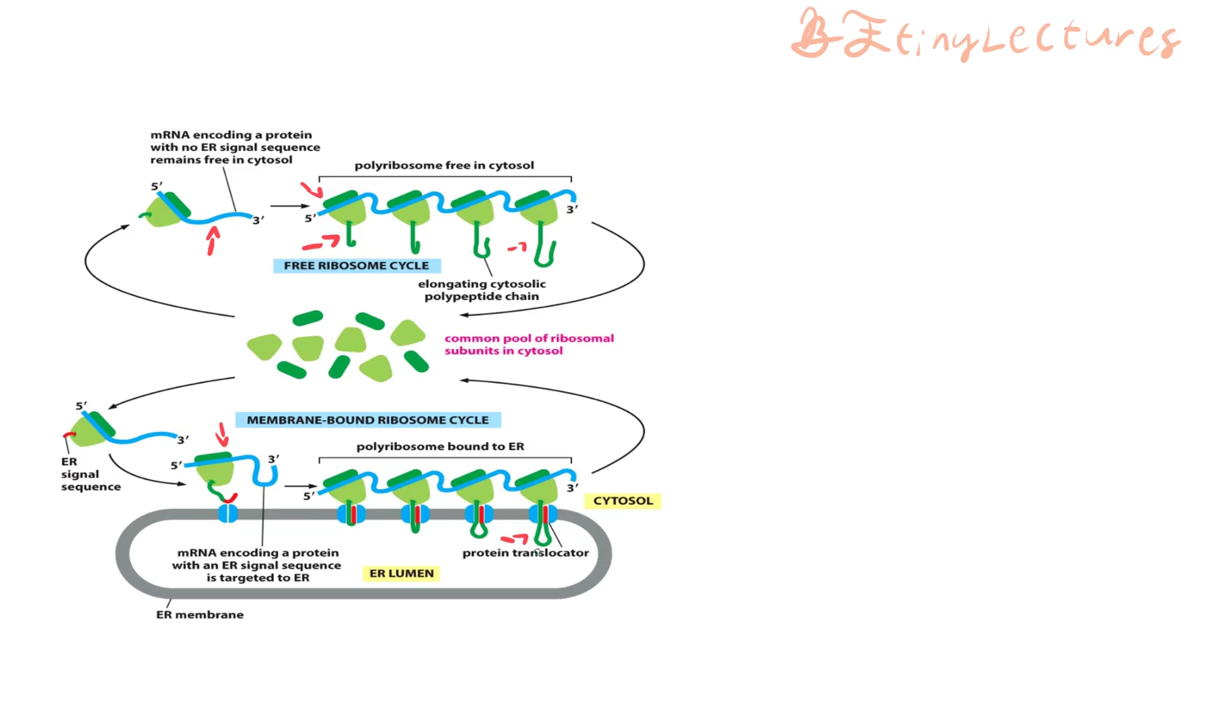 tinyLectures
mRNA encoding a protein
with no ER signal sequence
remains free in cytosol
polyribosome free in cytosol
5′
3′
5′
3′
FREE RIBOSOME CYCLE
elongating cytosolic
polypeptide chain
common pool of ribosomal
subunits in cytosol
MEMBRANE-BOUND RIBOSOME CYCLE
5′
3′
ER
signal
sequence
5′
3′
polyribosome bound to ER
5′
3′
CYTOSOL
mRNA encoding a protein
with an ER signal sequence
is targeted to ER
protein translocator
ER LUMEN
ER membrane